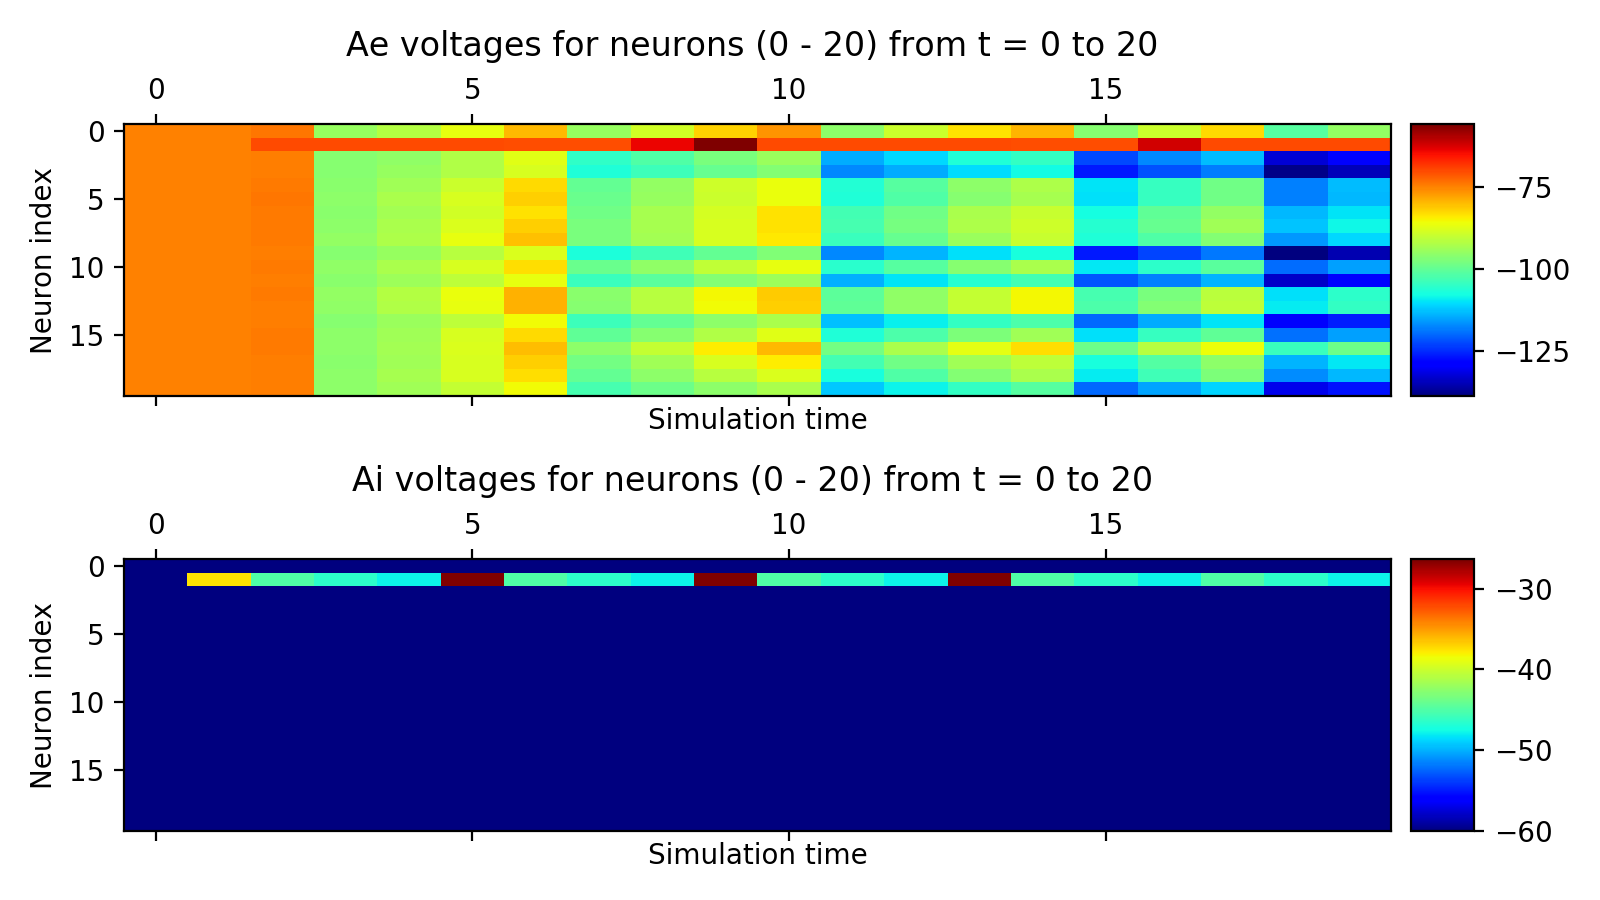 Ae voltages for neurons (0 - 20) from t = 0 to 20
0 5 10 15
0
5
10
15
Neuron index
Simulation time
−75
−100
−125
Ai voltages for neurons (0 - 20) from t = 0 to 20
0 5 10 15
0
5
10
15
Neuron index
Simulation time
−30
−40
−50
−60